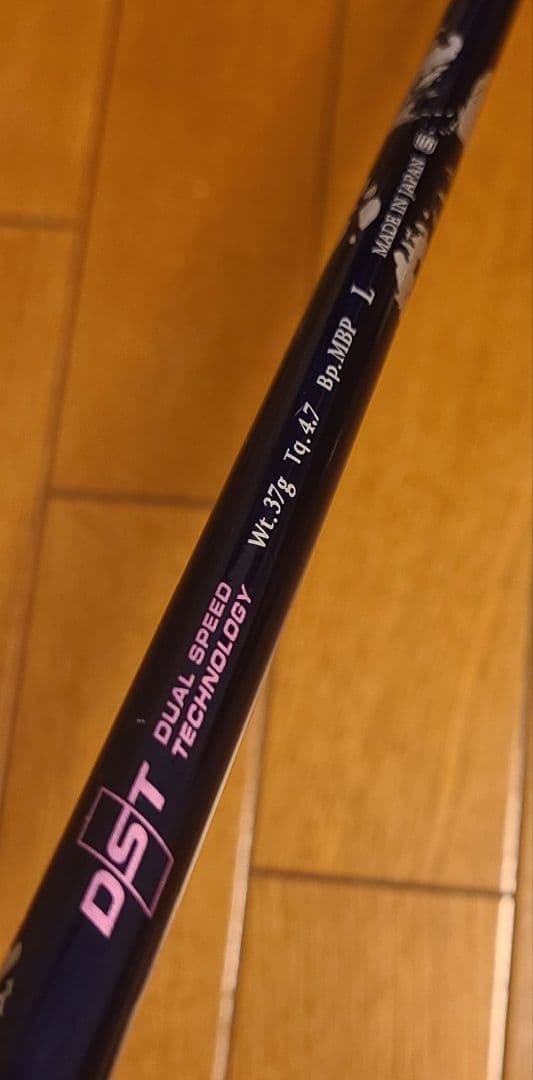 DST
DUAL SPEED
TECHNOLOGY
Wt.37g Tq.4.7 Bp.MBP L
MADE IN JAPAN